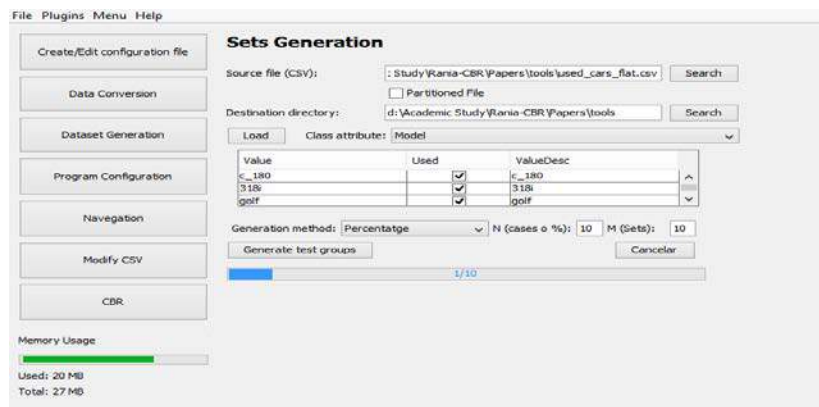 File Plugins Menu Help
Create/Edit configuration file
Data Conversion
Dataset Generation
Program Configuration
Navigation
Modify CSV
CBR
Memory Usage
Used: 20 MB
Total: 27 MB
Sets Generation
Source file (CSV): : Study\Rania-CBR\Papers\tools\used_cars_flat.csv Search
Partitioned File
Destination directory: d:\Academic Study\Rania-CBR\Papers\tools Search
Load Class attribute: Model
Value Used ValueDesc
c_180 c_180
318i 318i
golf golf
Generation method: Percentatge N (cases o %): 10 M (Sets): 10
Generate test groups Cancelar
1/10